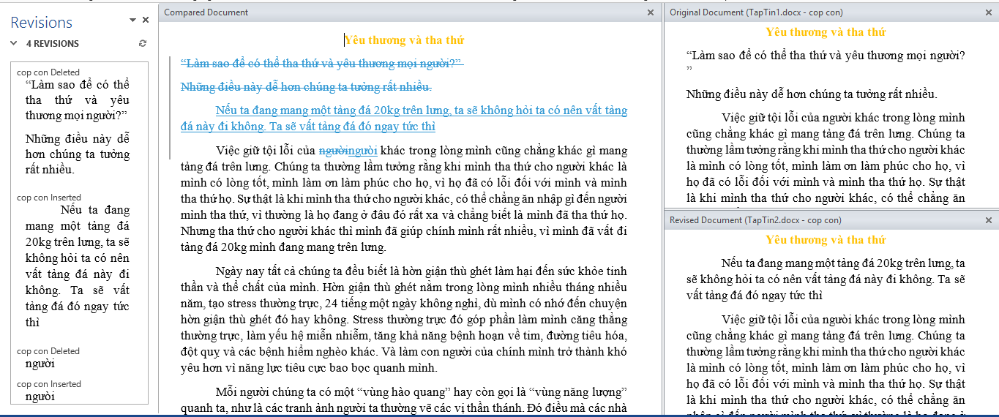 Revisions
4 REVISIONS
cop con Deleted
“Làm sao để có thể
tha thứ và yêu
thương mọi người?”
Những điều này dễ
hơn chúng ta tưởng
rất nhiều.
cop con Inserted
Nếu ta đang
mang một tảng đá
20kg trên lưng, ta sẽ
không hỏi ta có nên
vất tảng đá này đi
không. Ta sẽ vất
tảng đá đó ngay tức
thì
cop con Deleted
người
cop con Inserted
nguòi
Compared Document
Yêu thương và tha thứ
“Làm sao để có thể tha thứ và yêu thương mọi người?”
Những điều này dễ hơn chúng ta tưởng rất nhiều.
Nếu ta đang mang một tảng đá 20kg trên lưng, ta sẽ không hỏi ta có nên vất tảng
đá này đi không. Ta sẽ vất tảng đá đó ngay tức thì
Việc giữ tội lỗi của ngườinguòi khác trong lòng mình cũng chẳng khác gì mang
tảng đá trên lưng. Chúng ta thường lầm tưởng rằng khi mình tha thứ cho người khác là
mình có lòng tốt, mình làm ơn làm phúc cho họ, vì họ đã có lỗi đối với mình và mình
tha thứ họ. Sự thật là khi mình tha thứ cho người khác, có thể chẳng ăn nhập gì đến người
mình tha thứ, vì thường là họ đang ở đâu đó rất xa và chẳng biết là mình đã tha thứ họ.
Nhưng tha thứ cho người khác thì mình đã giúp chính mình rất nhiều, vì mình đã vất đi
tảng đá 20kg mình đang mang trên lưng.
Ngày nay tất cả chúng ta đều biết là hờn giận thù ghét làm hại đến sức khỏe tinh
thần và thể chất của mình. Hờn giận thù ghét nằm trong lòng mình nhiều tháng nhiều
năm, tạo stress thường trực, 24 tiếng một ngày không nghỉ, dù mình có nhớ đến chuyện
hờn giận thù ghét đó hay không. Stress thường trực đó góp phần làm mình căng thẳng
thường trực, làm yếu hệ miễn nhiễm, tăng khả năng bệnh hoạn về tim, đường tiêu hóa,
đột quỵ và các bệnh hiểm nghèo khác. Và làm con người của chính mình trở thành khó
yêu hơn vì năng lực tiêu cực bao bọc quanh mình.
Mỗi người chúng ta có một “vùng hào quang” hay còn gọi là “vùng năng lượng”
quanh ta, như là các tranh ảnh người ta thường vẽ các vị thần thánh. Đó điều mà các nhà
Original Document (TapTin1.docx - cop con)
Yêu thương và tha thứ
“Làm sao để có thể tha thứ và yêu thương mọi người?
”
Những điều này dễ hơn chúng ta tưởng rất nhiều.
Việc giữ tội lỗi của người khác trong lòng mình
cũng chẳng khác gì mang tảng đá trên lưng. Chúng ta
thường lầm tưởng rằng khi mình tha thứ cho người khác
là mình có lòng tốt, mình làm ơn làm phúc cho họ, vì
họ đã có lỗi đối với mình và mình tha thứ họ. Sự thật
là khi mình tha thứ cho người khác, có thể chẳng ăn
Revised Document (TapTin2.docx - cop con)
Yêu thương và tha thứ
Nếu ta đang mang một tảng đá 20kg trên lưng, ta
sẽ không hỏi ta có nên vất tảng đá này đi không. Ta sẽ
vất tảng đá đó ngay tức thì
Việc giữ tội lỗi của nguòi khác trong lòng mình
cũng chẳng khác gì mang tảng đá trên lưng. Chúng ta
thường lầm tưởng rằng khi mình tha thứ cho người khác
là mình có lòng tốt, mình làm ơn làm phúc cho họ, vì
họ đã có lỗi đối với mình và mình tha thứ họ. Sự thật
là khi mình tha thứ cho người khác, có thể chẳng ăn